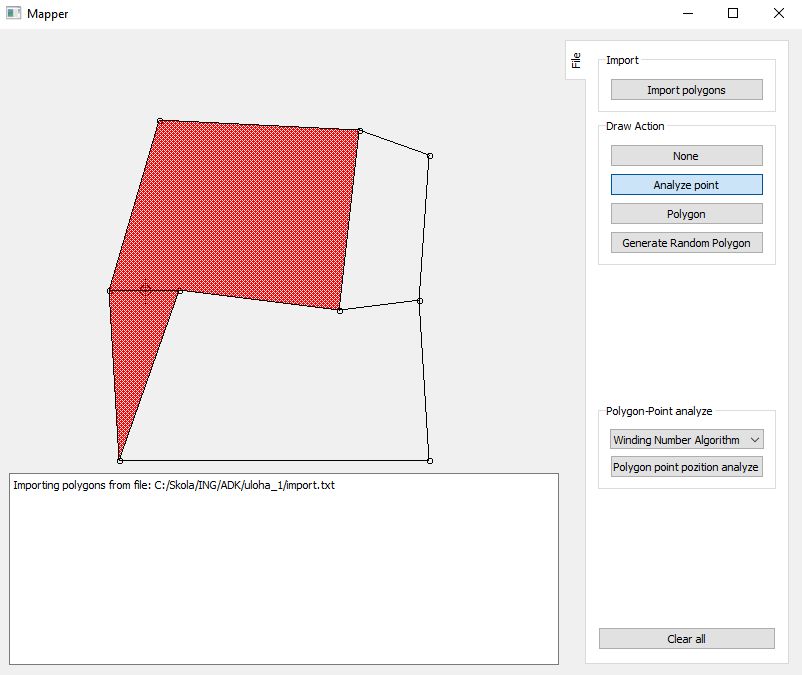 Mapper
File
Import
Import polygons
Draw Action
None
Analyze point
Polygon
Generate Random Polygon
Polygon-Point analyze
Winding Number Algorithm
Polygon point pozition analyze
Importing polygons from file: C:/Skola/ING/ADK/uloha_1/import.txt
Clear all